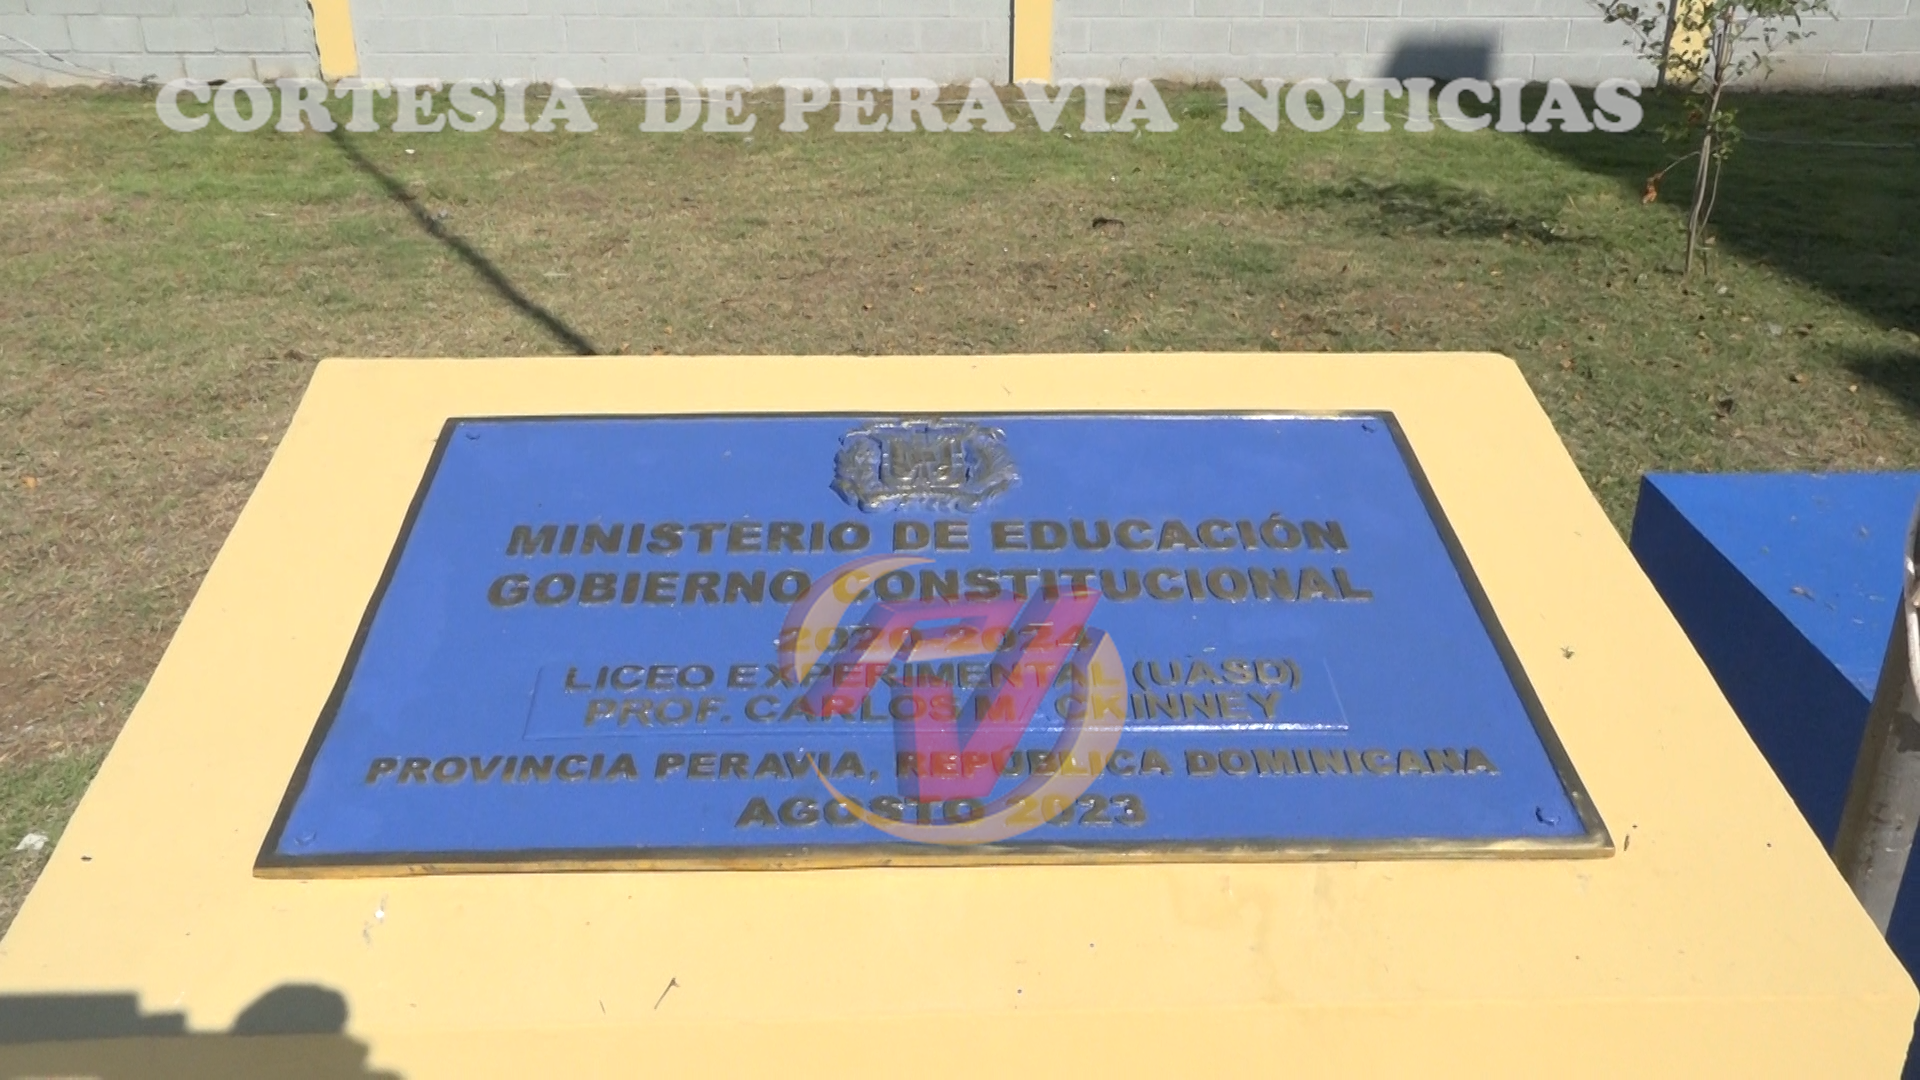 CORTESIA DE PERAVIA NOTICIAS
MINISTERIO DE EDUCACIÓN
GOBIERNO CONSTITUCIONAL
2020-2024
LICEO EXPERIMENTAL (UASD)
PROF. CARLOS M/ CKINNEY
PROVINCIA PERAVIA, REPÚBLICA DOMINICANA
AGOSTO 2023